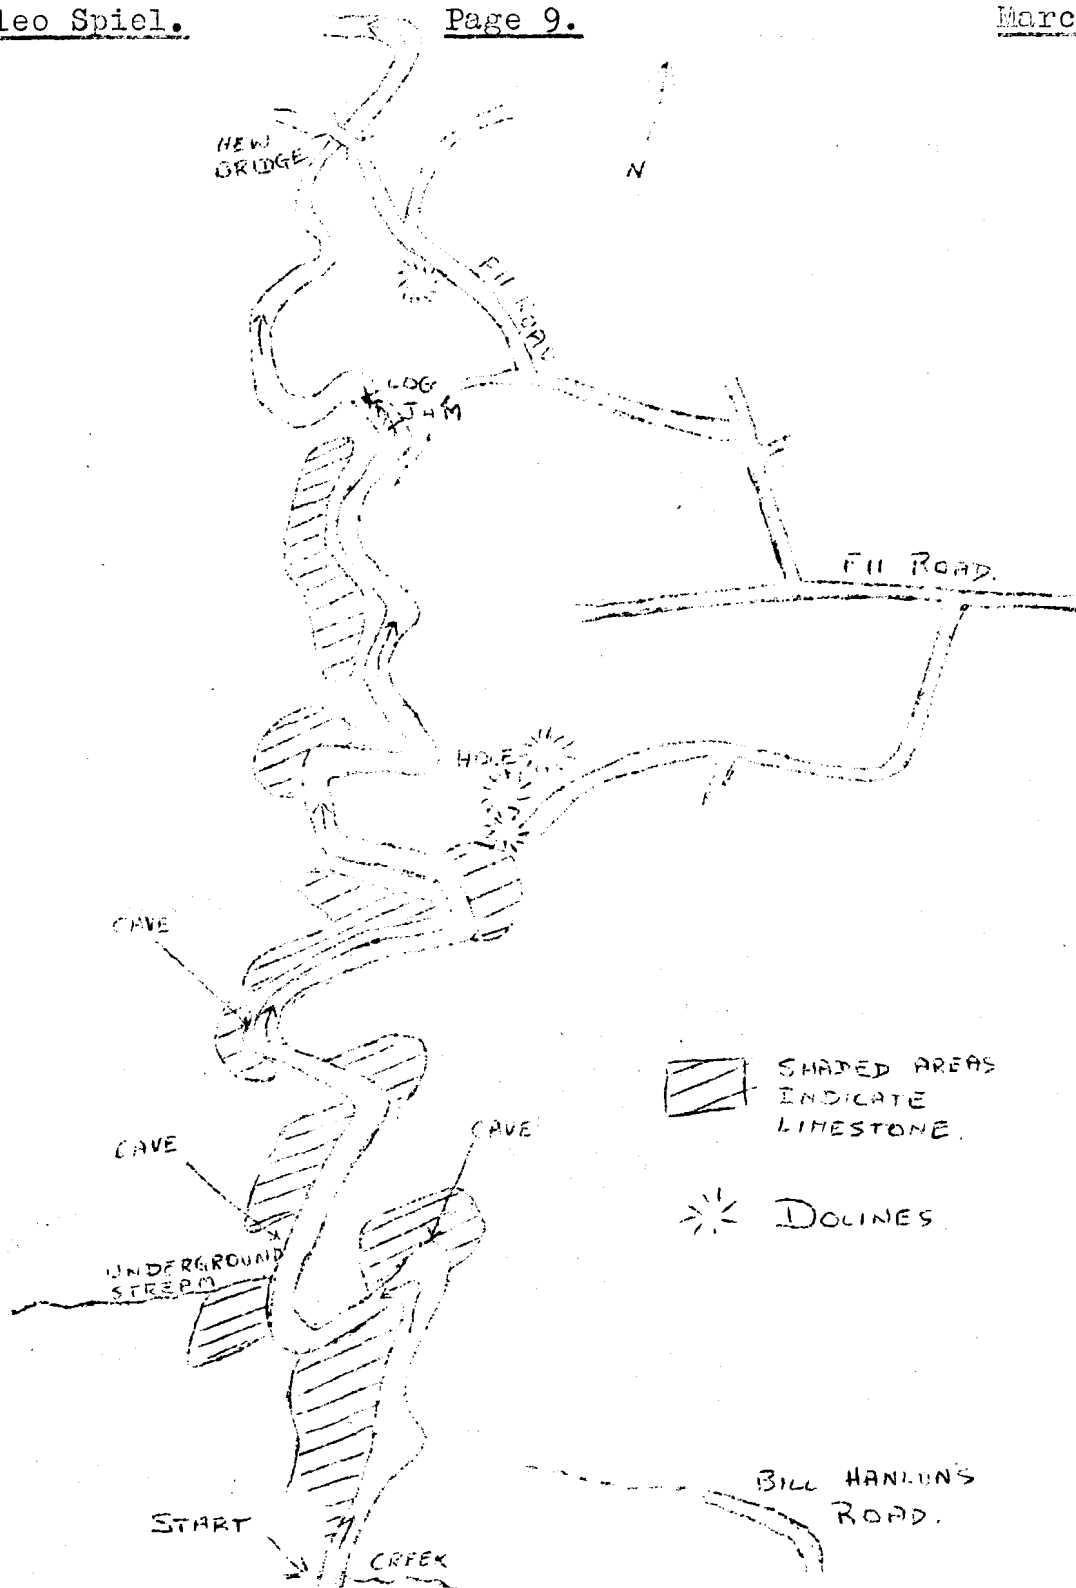 leo Spiel.
Page 9.
Marc
NEW
BRIDGE
N
F11 ROAD
LOG
JAM
F11 ROAD.
HOLE
CAVE
SHADED AREAS
INDICATE
LIMESTONE.
CAVE
CAVE
DOLINES
UNDERGROUND
STREAM
BILL HANLON'S
ROAD.
START
CREEK